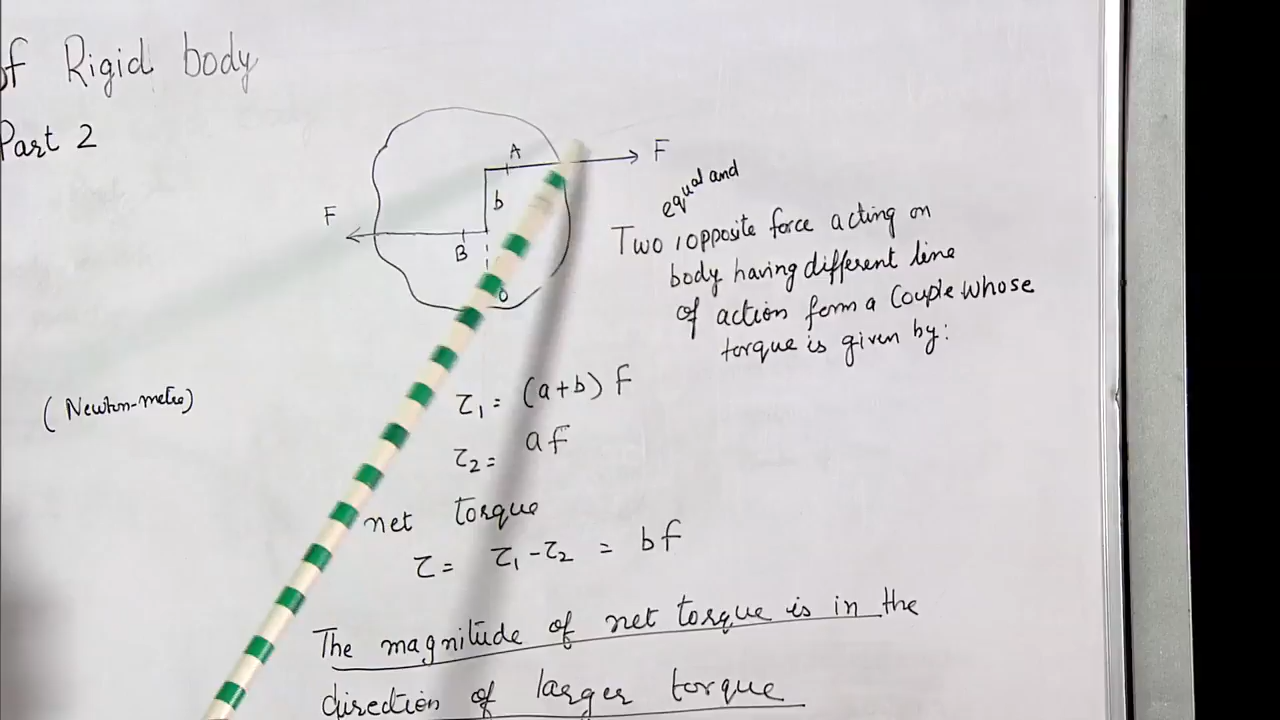 of Rigid body
Part 2
A
F
b
F
B
O
equal and
Two opposite force acting on
body having different line
of action form a Couple whose
torque is given by:
(Newton-metre)
τ₁ = (a+b) F
τ₂ = aF
net torque
τ = τ₁ - τ₂ = bF
The magnitude of net torque is in the
direction of larger torque